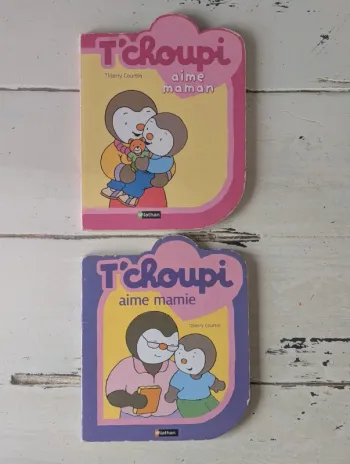 T'choupi
Thierry Courtin
aime
maman
Nathan
T'choupi
aime mamie
Thierry Courtin
Nathan